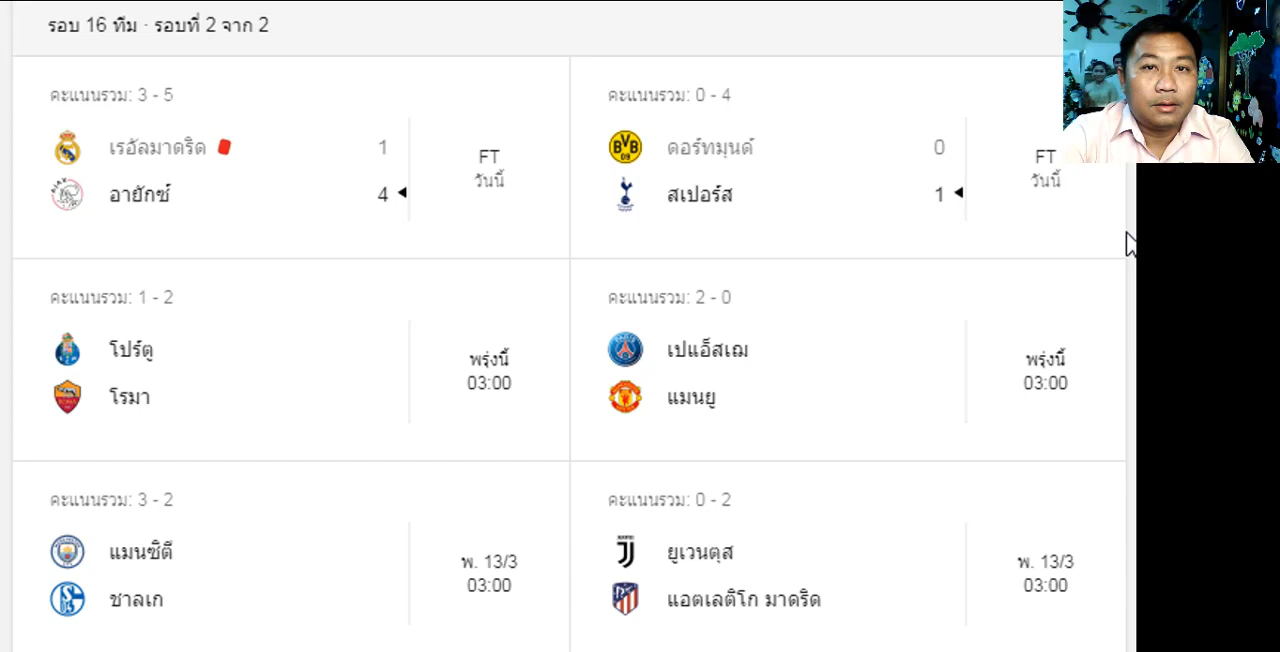 รอบ 16 ทีม · รอบที่ 2 จาก 2
คะแนนรวม: 3 - 5
เรอัลมาดริด 1
อายักซ์ 4
FT
วันนี้
คะแนนรวม: 0 - 4
ดอร์ทมุนด์ 0
สเปอร์ส 1
FT
วันนี้
คะแนนรวม: 1 - 2
โปร์ตู
โรมา
พรุ่งนี้
03:00
คะแนนรวม: 2 - 0
เปแอ็สเฌ
แมนยู
พรุ่งนี้
03:00
คะแนนรวม: 3 - 2
แมนซิตี
ชาลเก
พ. 13/3
03:00
คะแนนรวม: 0 - 2
ยูเวนตุส
แอตเลติโก มาดริด
พ. 13/3
03:00